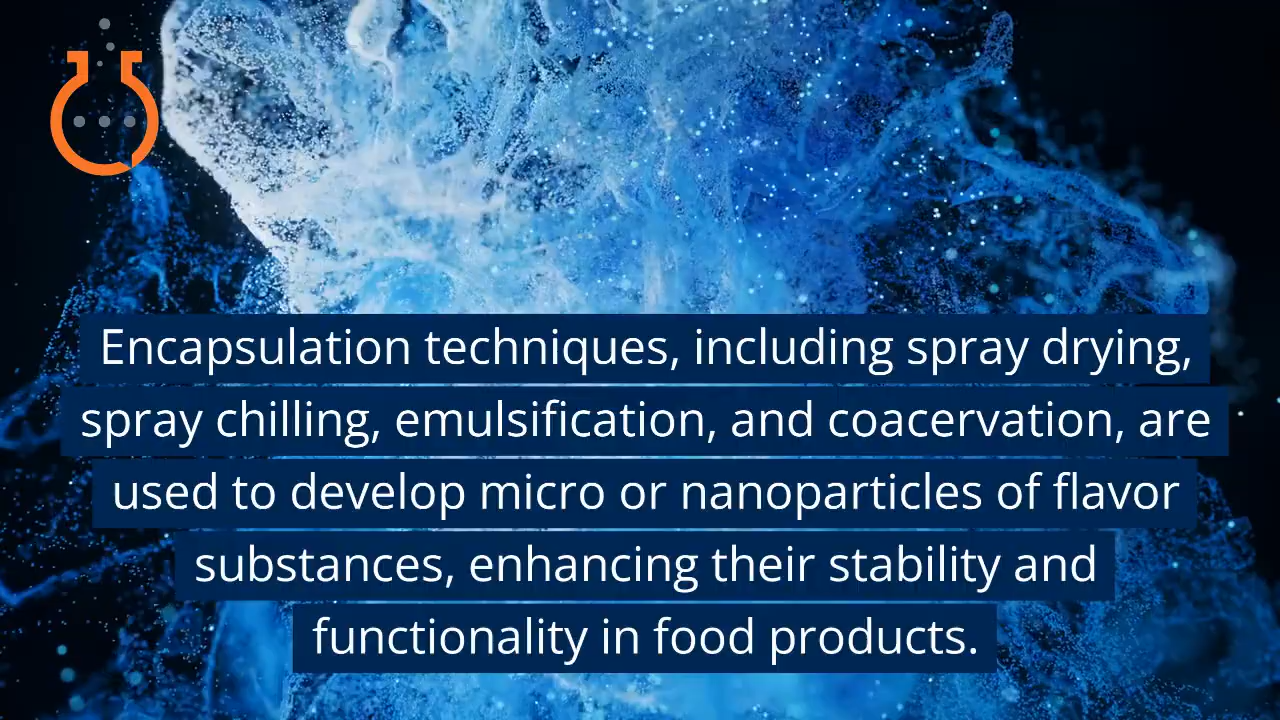 Encapsulation techniques, including spray drying,
spray chilling, emulsification, and coacervation, are
used to develop micro or nanoparticles of flavor
substances, enhancing their stability and
functionality in food products.